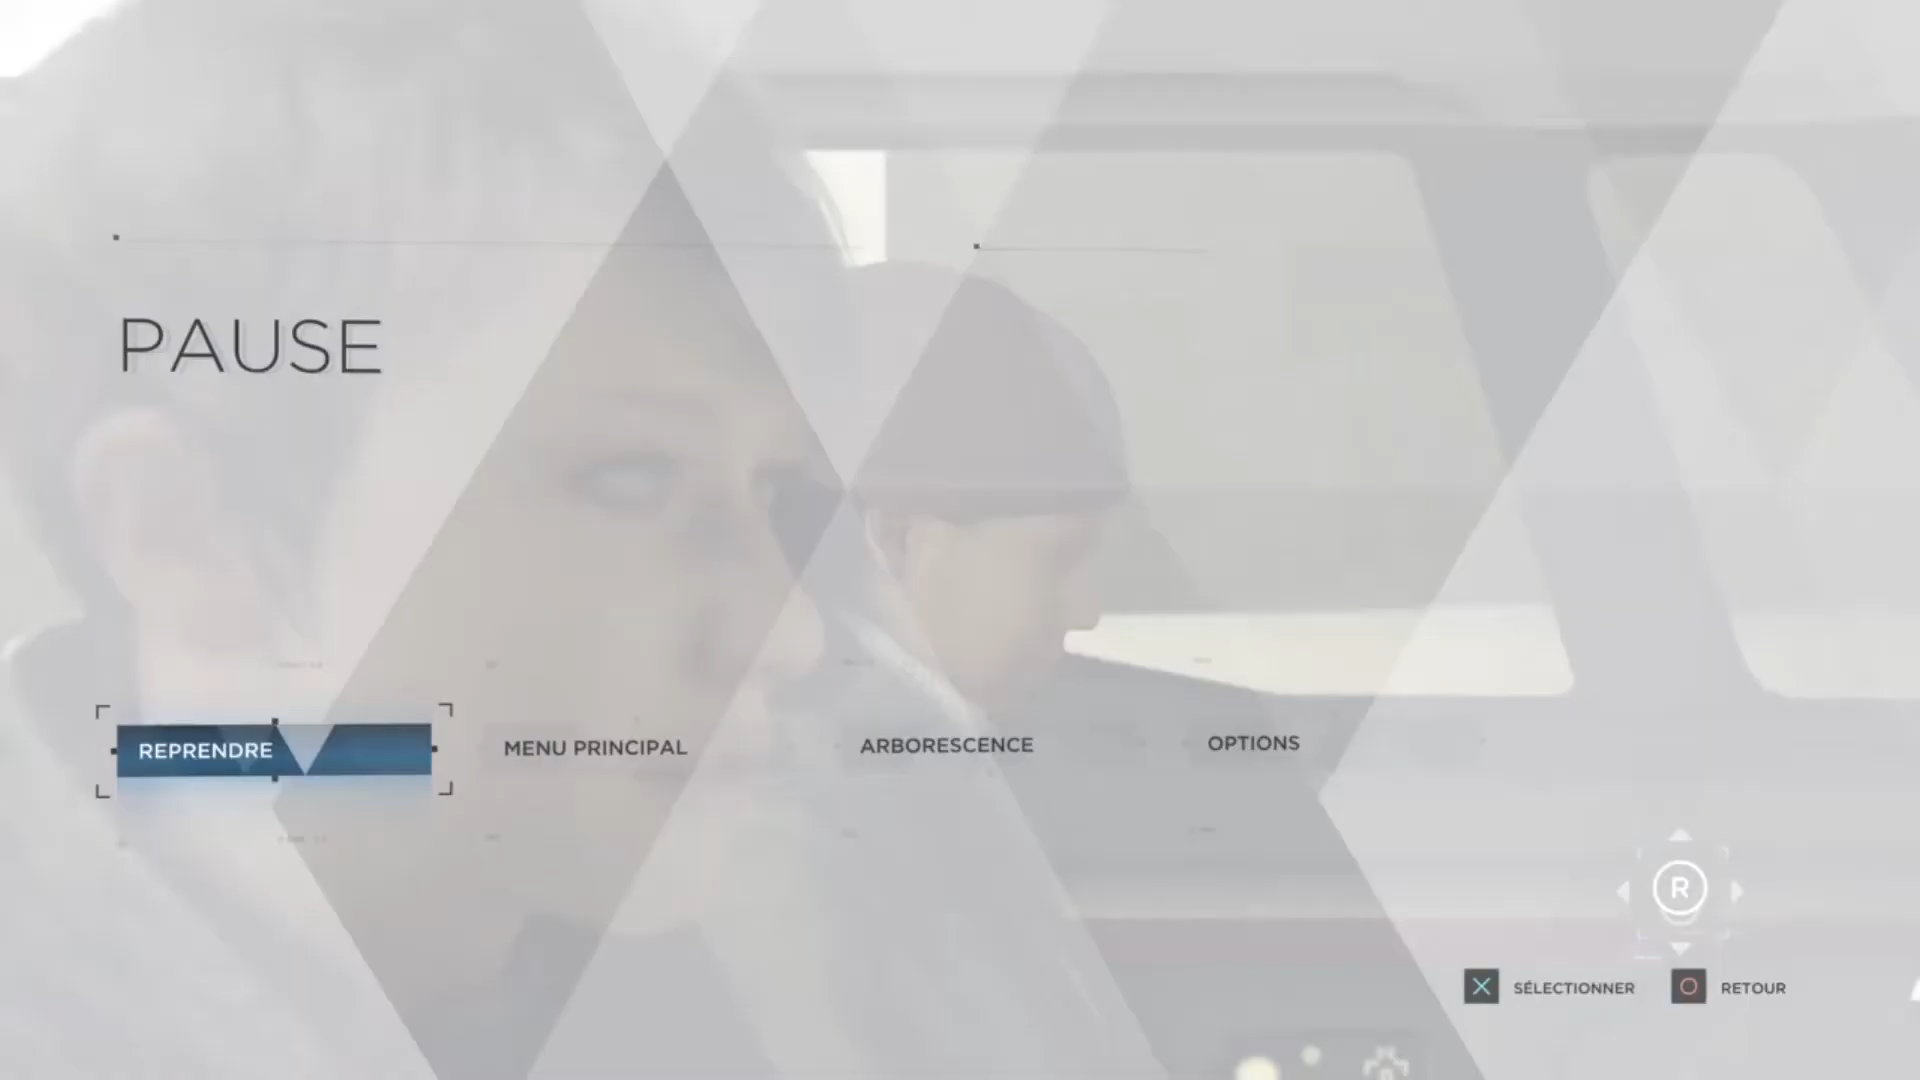 PAUSE
REPRENDRE
MENU PRINCIPAL
ARBORESCENCE
OPTIONS
R
SÉLECTIONNER
RETOUR